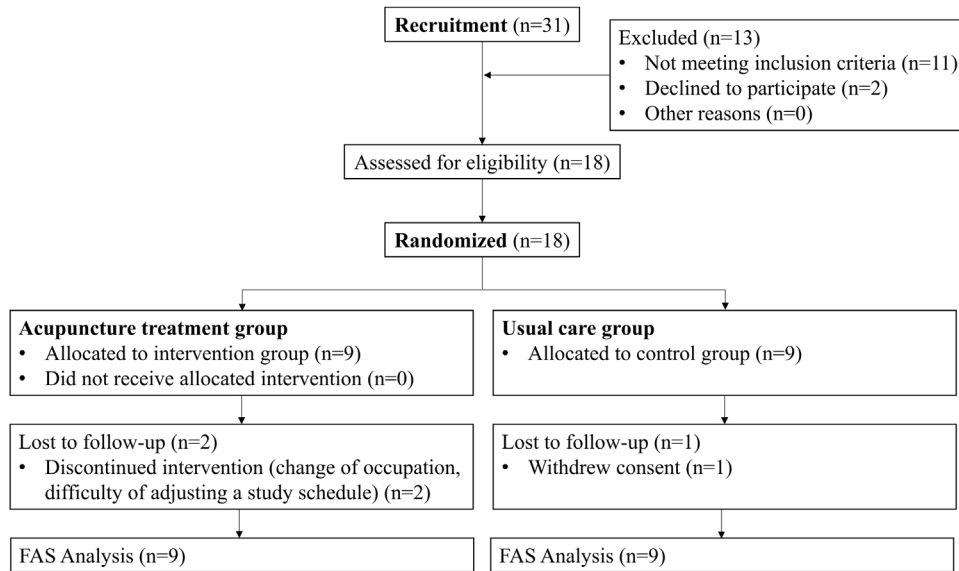 Recruitment (n=31)
Excluded (n=13)
• Not meeting inclusion criteria (n=11)
• Declined to participate (n=2)
• Other reasons (n=0)
Assessed for eligibility (n=18)
Randomized (n=18)
Acupuncture treatment group
• Allocated to intervention group (n=9)
• Did not receive allocated intervention (n=0)
Usual care group
• Allocated to control group (n=9)
Lost to follow-up (n=2)
• Discontinued intervention (change of occupation,
difficulty of adjusting a study schedule) (n=2)
Lost to follow-up (n=1)
• Withdrew consent (n=1)
FAS Analysis (n=9)
FAS Analysis (n=9)